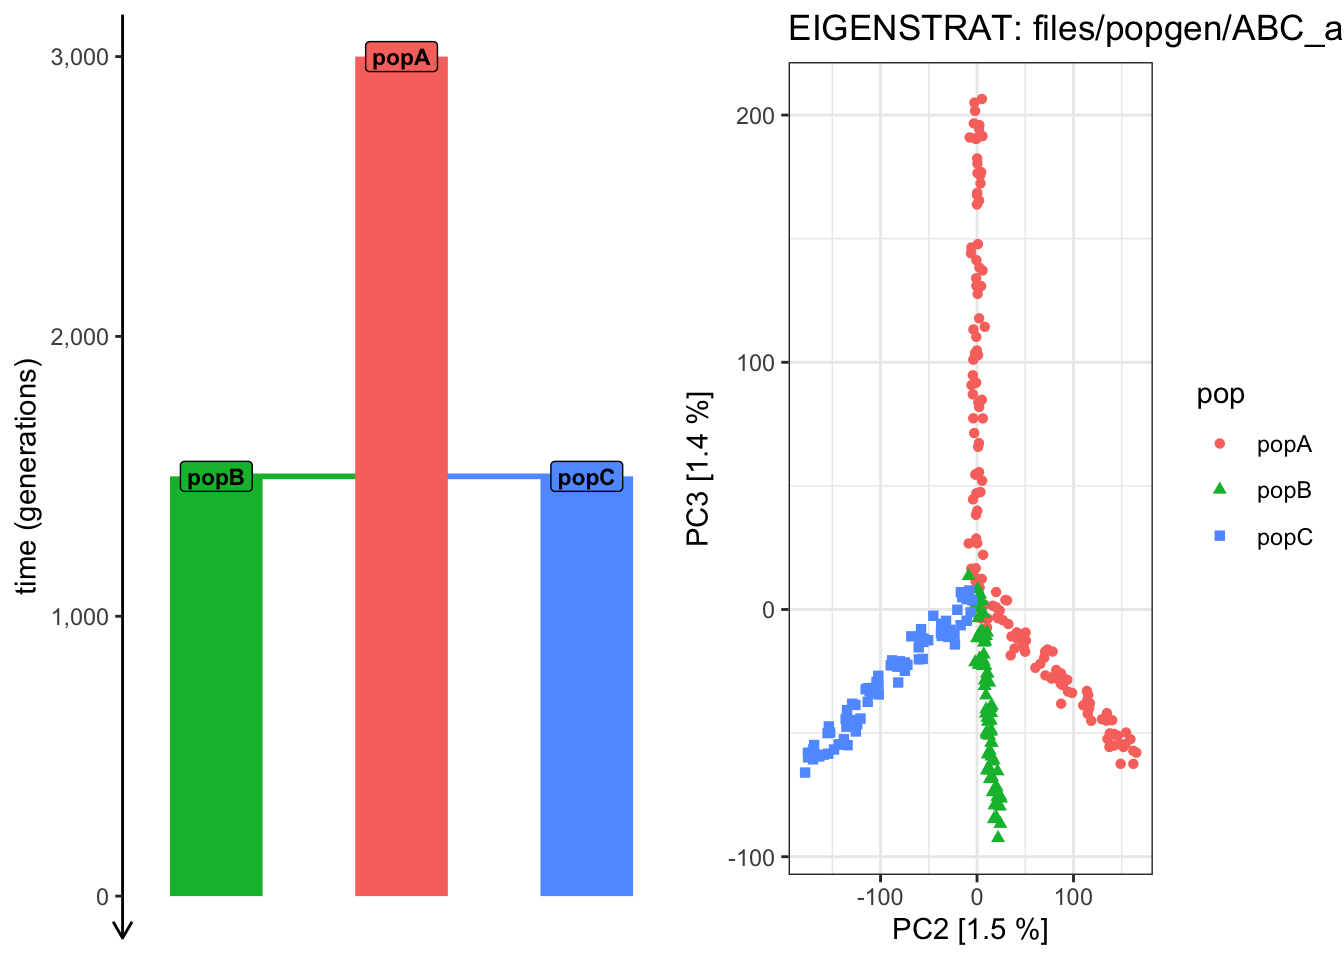 time (generations)
3,000
2,000
1,000
0
popA
popB
popC
EIGENSTRAT: files/popgen/ABC_a
PC3 [1.4 %]
200
100
0
-100
-100 0 100
PC2 [1.5 %]
pop
popA
popB
popC